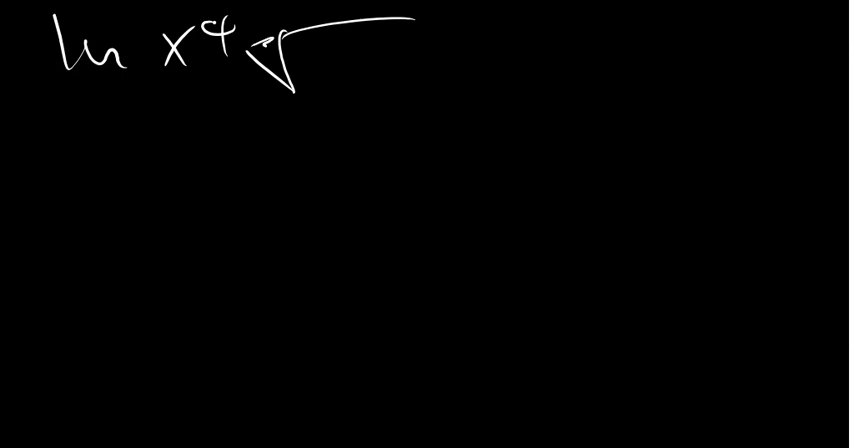 ln x⁴ √